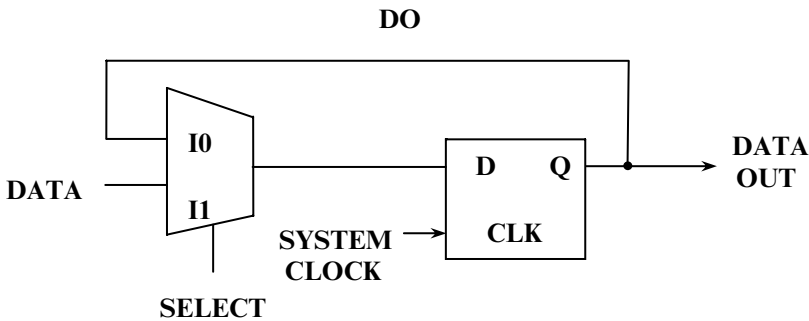 DO
I0
DATA
I1
SELECT
SYSTEM
CLOCK
D Q
CLK
DATA
OUT